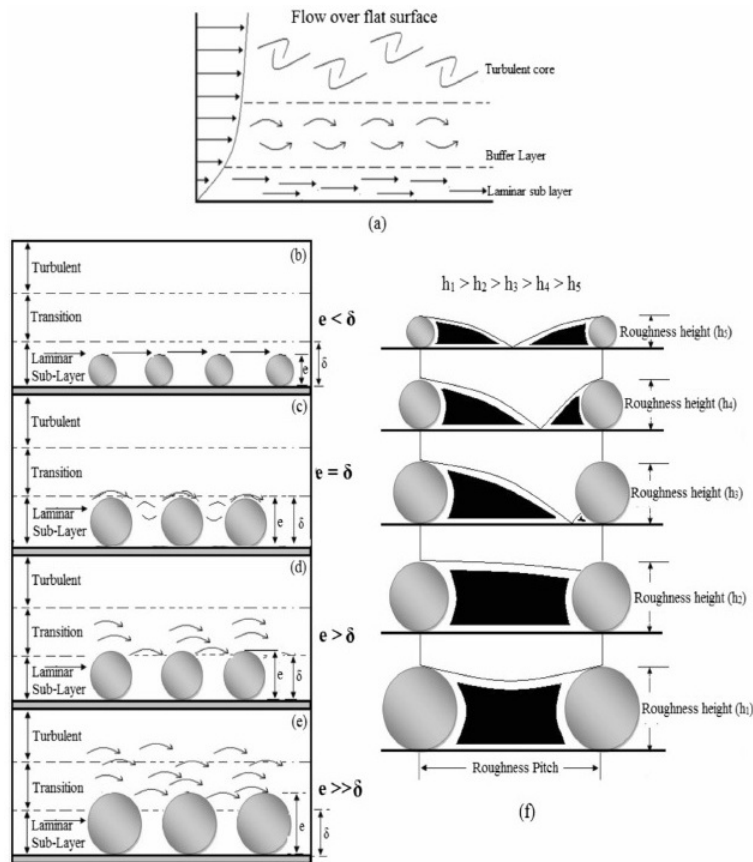 Flow over flat surface
Turbulent core
Buffer Layer
Laminar sub layer
(a)
(b)
Turbulent
Transition
Laminar
Sub-Layer
e
δ
e < δ
(c)
Turbulent
Transition
Laminar
Sub-Layer
e
δ
e = δ
(d)
Turbulent
Transition
Laminar
Sub-Layer
e
δ
e > δ
(e)
Turbulent
Transition
Laminar
Sub-Layer
e
δ
e >>δ
h₁ > h₂ > h₃ > h₄ > h₅
Roughness height (h₅)
Roughness height (h₄)
Roughness height (h₃)
Roughness height (h₂)
Roughness height (h₁)
Roughness Pitch
(f)